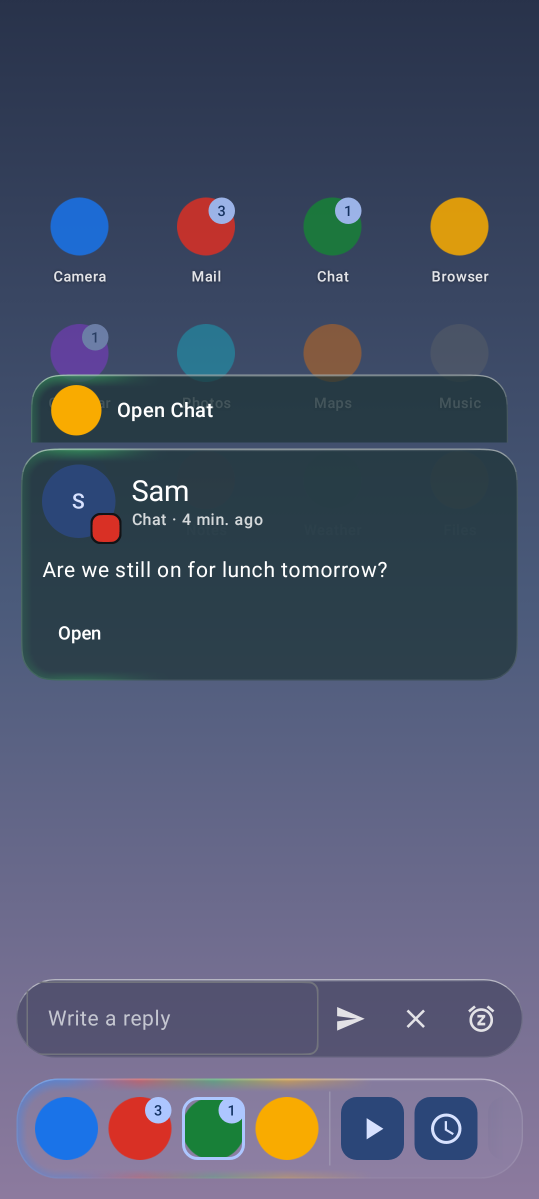 3
1
Camera
Mail
Chat
Browser
1
Photos
Maps
Music
Open Chat
S
Sam
Chat · 4 min. ago
Are we still on for lunch tomorrow?
Open
Write a reply
3
1